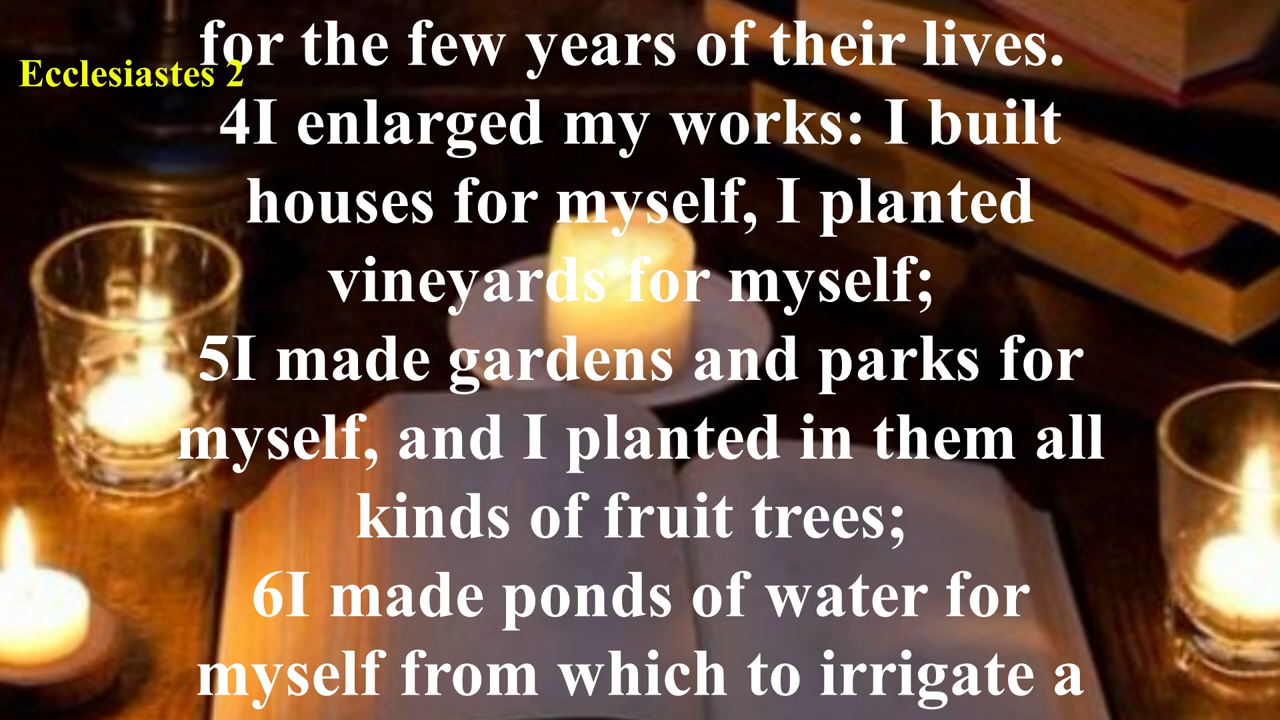 for the few years of their lives.
Ecclesiastes 2
4I enlarged my works: I built
houses for myself, I planted
vineyards for myself;
5I made gardens and parks for
myself, and I planted in them all
kinds of fruit trees;
6I made ponds of water for
myself from which to irrigate a